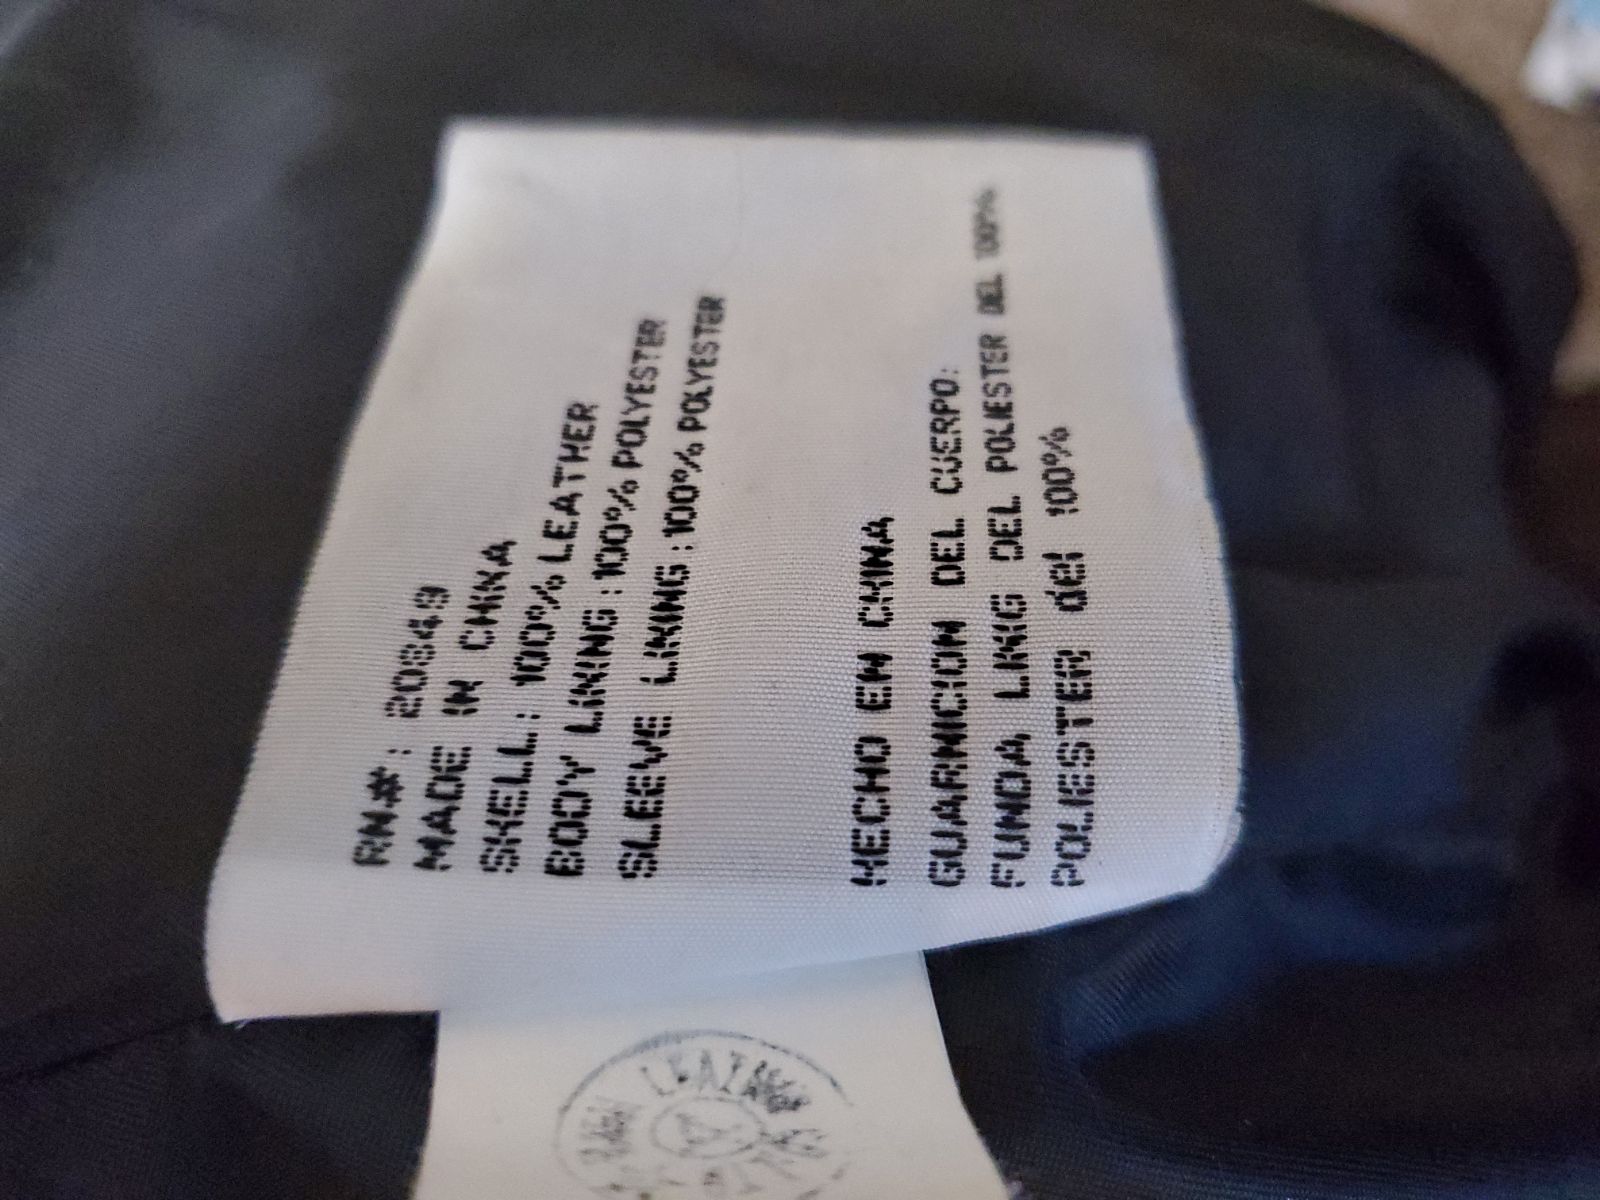 RN#: 20849
MADE IN CHINA
SHELL: 100% LEATHER
BODY LINING:100% POLYESTER
SLEEVE LINING:100% POLYESTER
HECHO EN CHINA
GUARNICION DEL CUERPO:
FUNDA LINIG DEL POLIESTER DEL 100%
POLIESTER del 100%